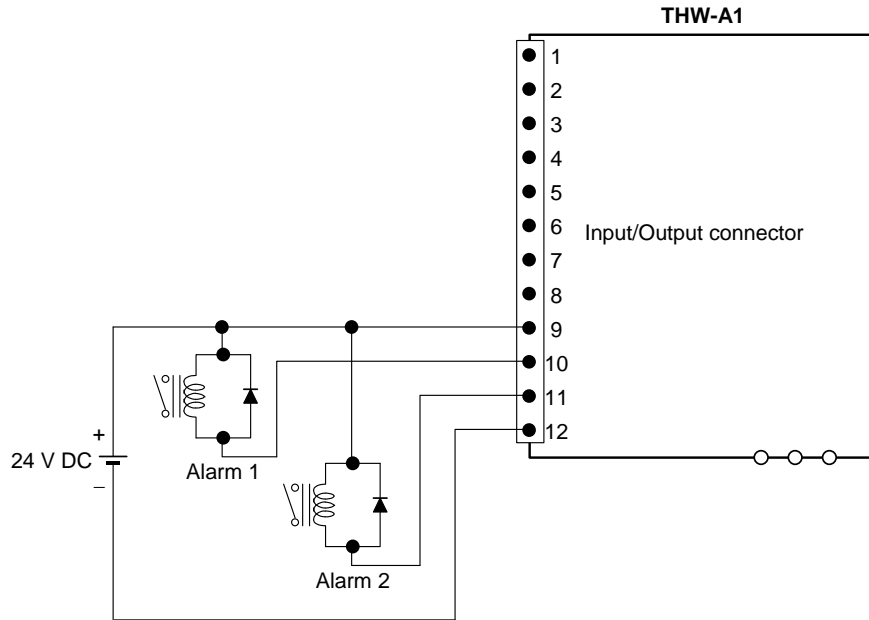 THW-A1
1
2
3
4
5
6
Input/Output connector
7
8
9
10
11
12
+
24 V DC
–
Alarm 1
Alarm 2